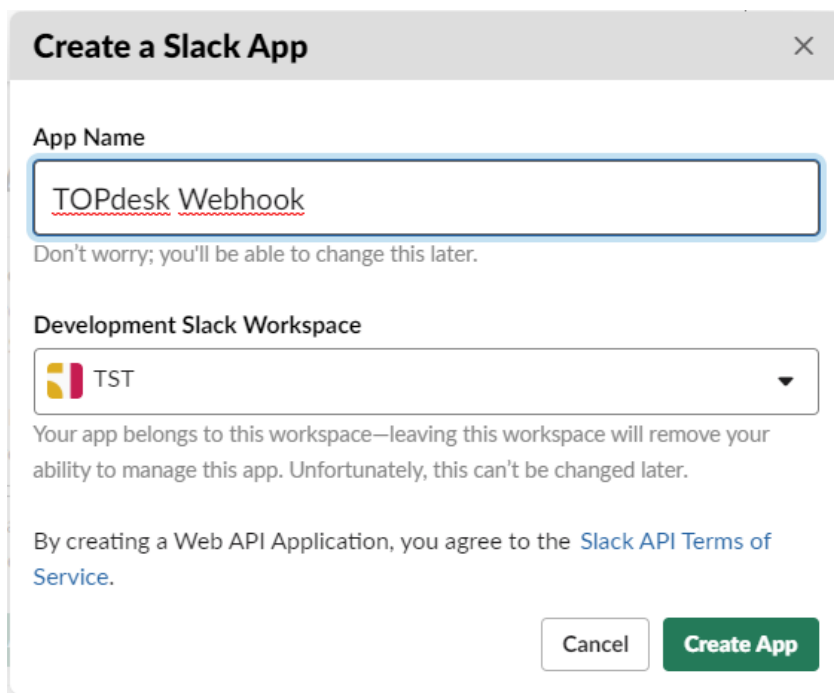 Create a Slack App
App Name
TOPdesk Webhook
Don’t worry; you'll be able to change this later.
Development Slack Workspace
TST
Your app belongs to this workspace—leaving this workspace will remove your
ability to manage this app. Unfortunately, this can’t be changed later.
By creating a Web API Application, you agree to the Slack API Terms of
Service.
Cancel
Create App